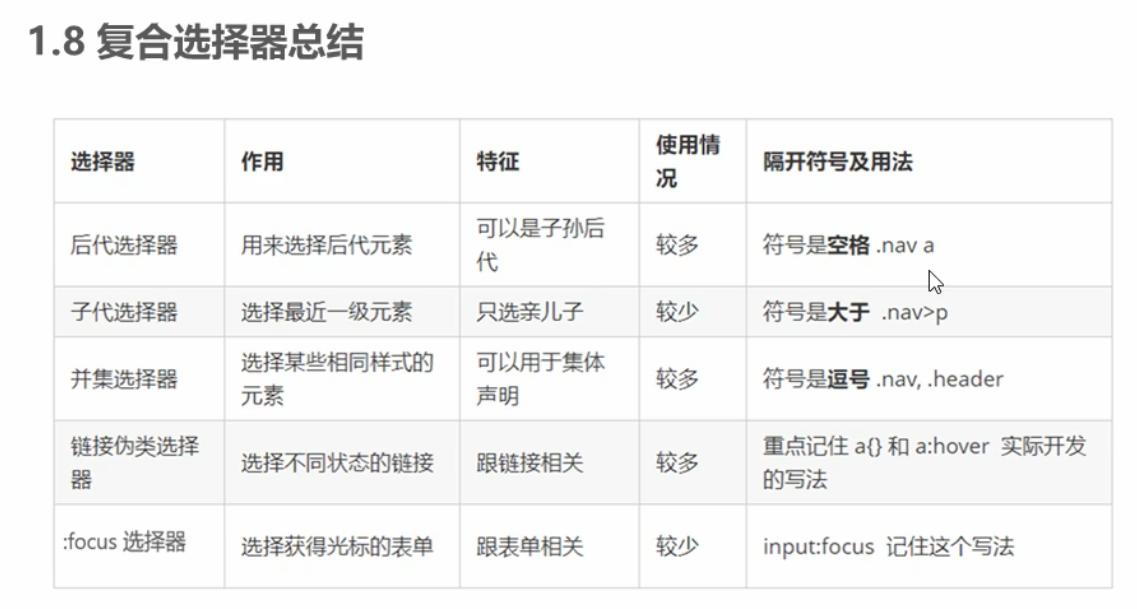 1.8 复合选择器总结
选择器 作用 特征 使用情况 隔开符号及用法
后代选择器 用来选择后代元素 可以是子孙后代 较多 符号是空格 .nav a
子代选择器 选择最近一级元素 只选亲儿子 较少 符号是大于 .nav>p
并集选择器 选择某些相同样式的元素 可以用于集体声明 较多 符号是逗号 .nav, .header
链接伪类选择器 选择不同状态的链接 跟链接相关 较多 重点记住 a{} 和 a:hover 实际开发的写法
:focus 选择器 选择获得光标的表单 跟表单相关 较少 input:focus 记住这个写法